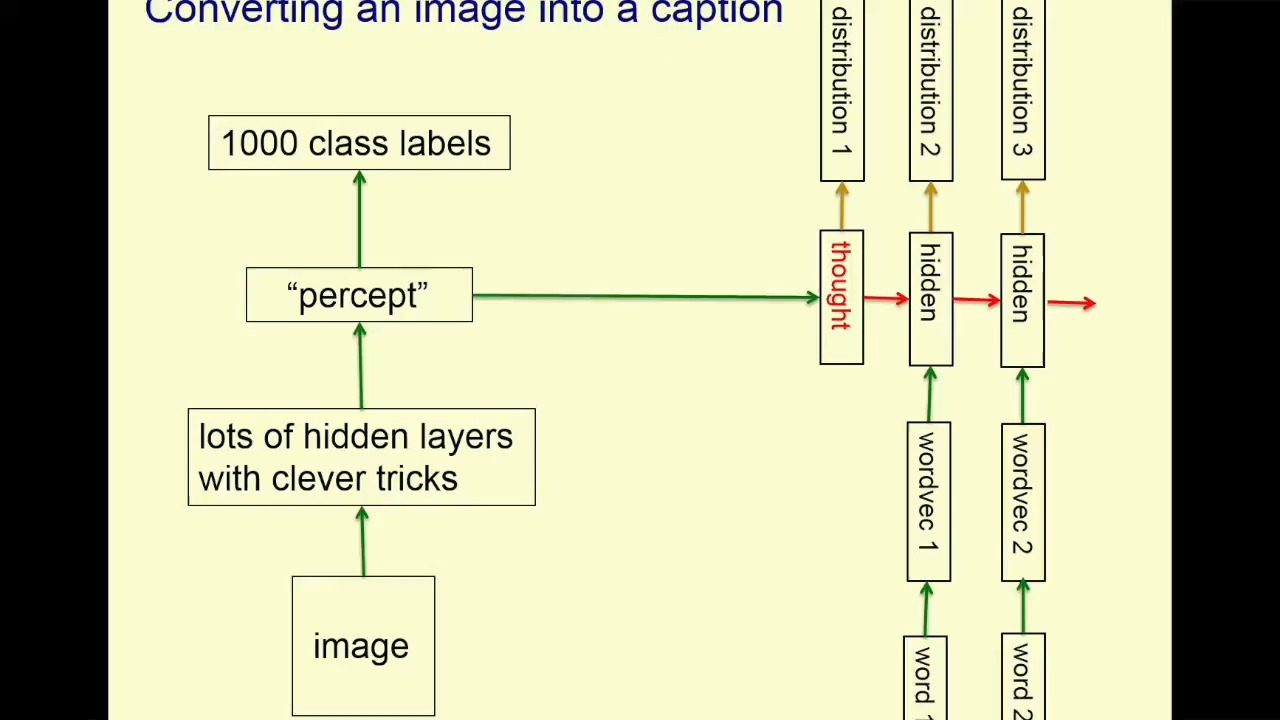 Converting an image into a caption
distribution 1
distribution 2
distribution 3
1000 class labels
"percept"
thought
hidden
hidden
lots of hidden layers
with clever tricks
wordvec 1
wordvec 2
image
word 1
word 2